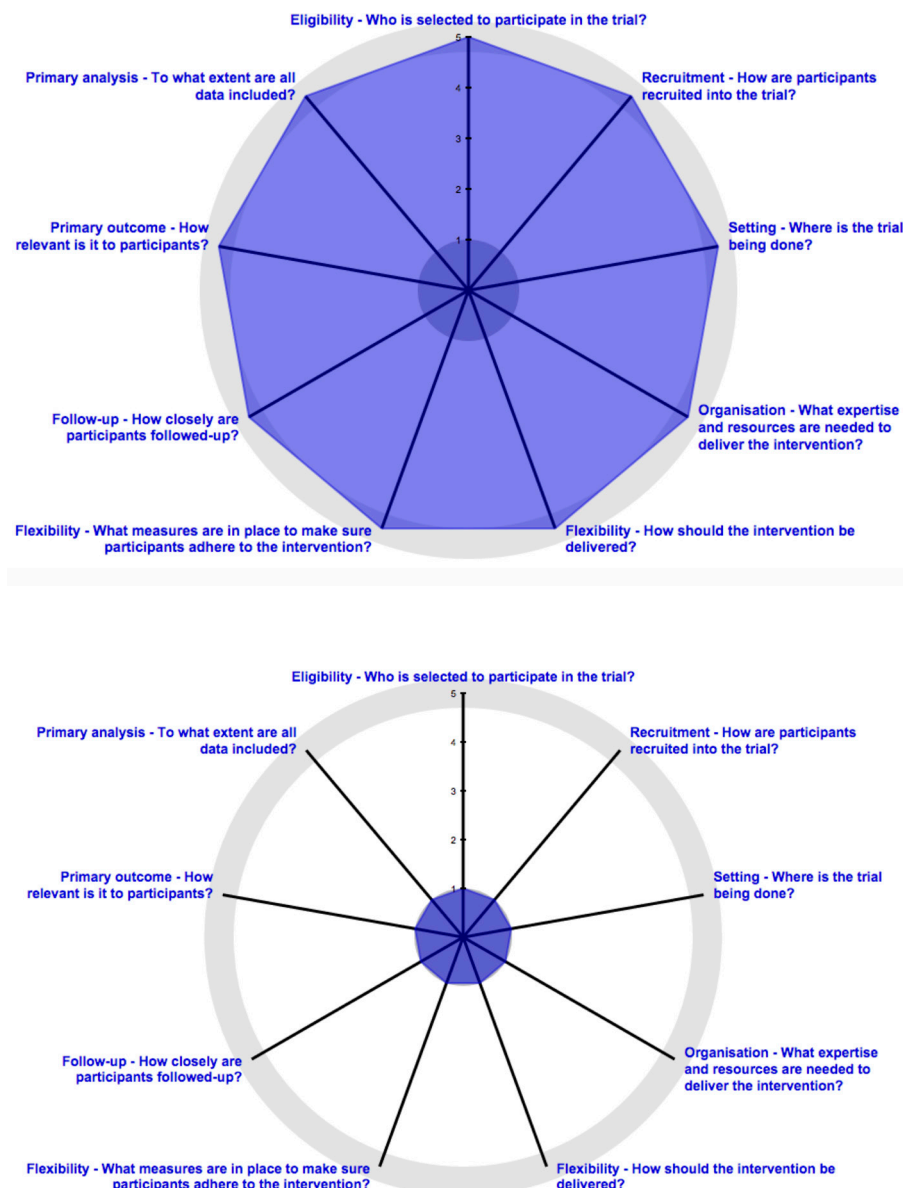 Eligibility - Who is selected to participate in the trial?
5
Primary analysis - To what extent are all
data included?
Recruitment - How are participants
recruited into the trial?
4
3
2
1
Primary outcome - How
relevant is it to participants?
Setting - Where is the trial
being done?
Follow-up - How closely are
participants followed-up?
Organisation - What expertise
and resources are needed to
deliver the intervention?
Flexibility - What measures are in place to make sure
participants adhere to the intervention?
Flexibility - How should the intervention be
delivered?
Eligibility - Who is selected to participate in the trial?
5
Primary analysis - To what extent are all
data included?
Recruitment - How are participants
recruited into the trial?
4
3
2
1
Primary outcome - How
relevant is it to participants?
Setting - Where is the trial
being done?
Follow-up - How closely are
participants followed-up?
Organisation - What expertise
and resources are needed to
deliver the intervention?
Flexibility - What measures are in place to make sure
participants adhere to the intervention?
Flexibility - How should the intervention be
delivered?